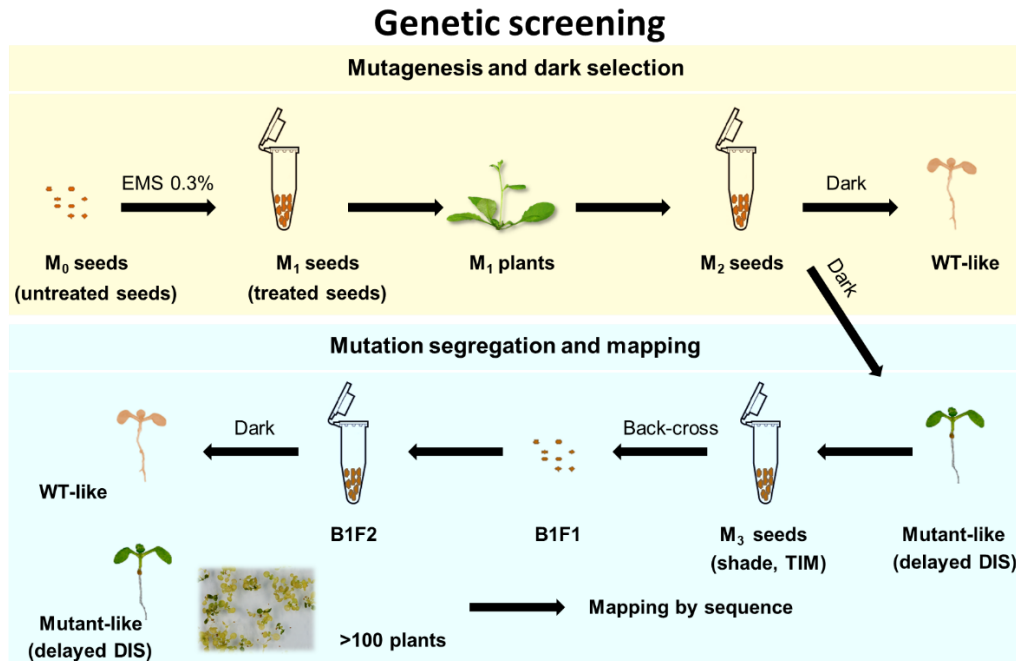 Genetic screening
Mutagenesis and dark selection
EMS 0.3%
Dark
M₀ seeds
(untreated seeds)
M₁ seeds
(treated seeds)
M₁ plants
M₂ seeds
WT-like
Dark
Mutation segregation and mapping
Dark
Back-cross
WT-like
B1F2
B1F1
M₃ seeds
(shade, TIM)
Mutant-like
(delayed DIS)
Mutant-like
(delayed DIS)
>100 plants
Mapping by sequence